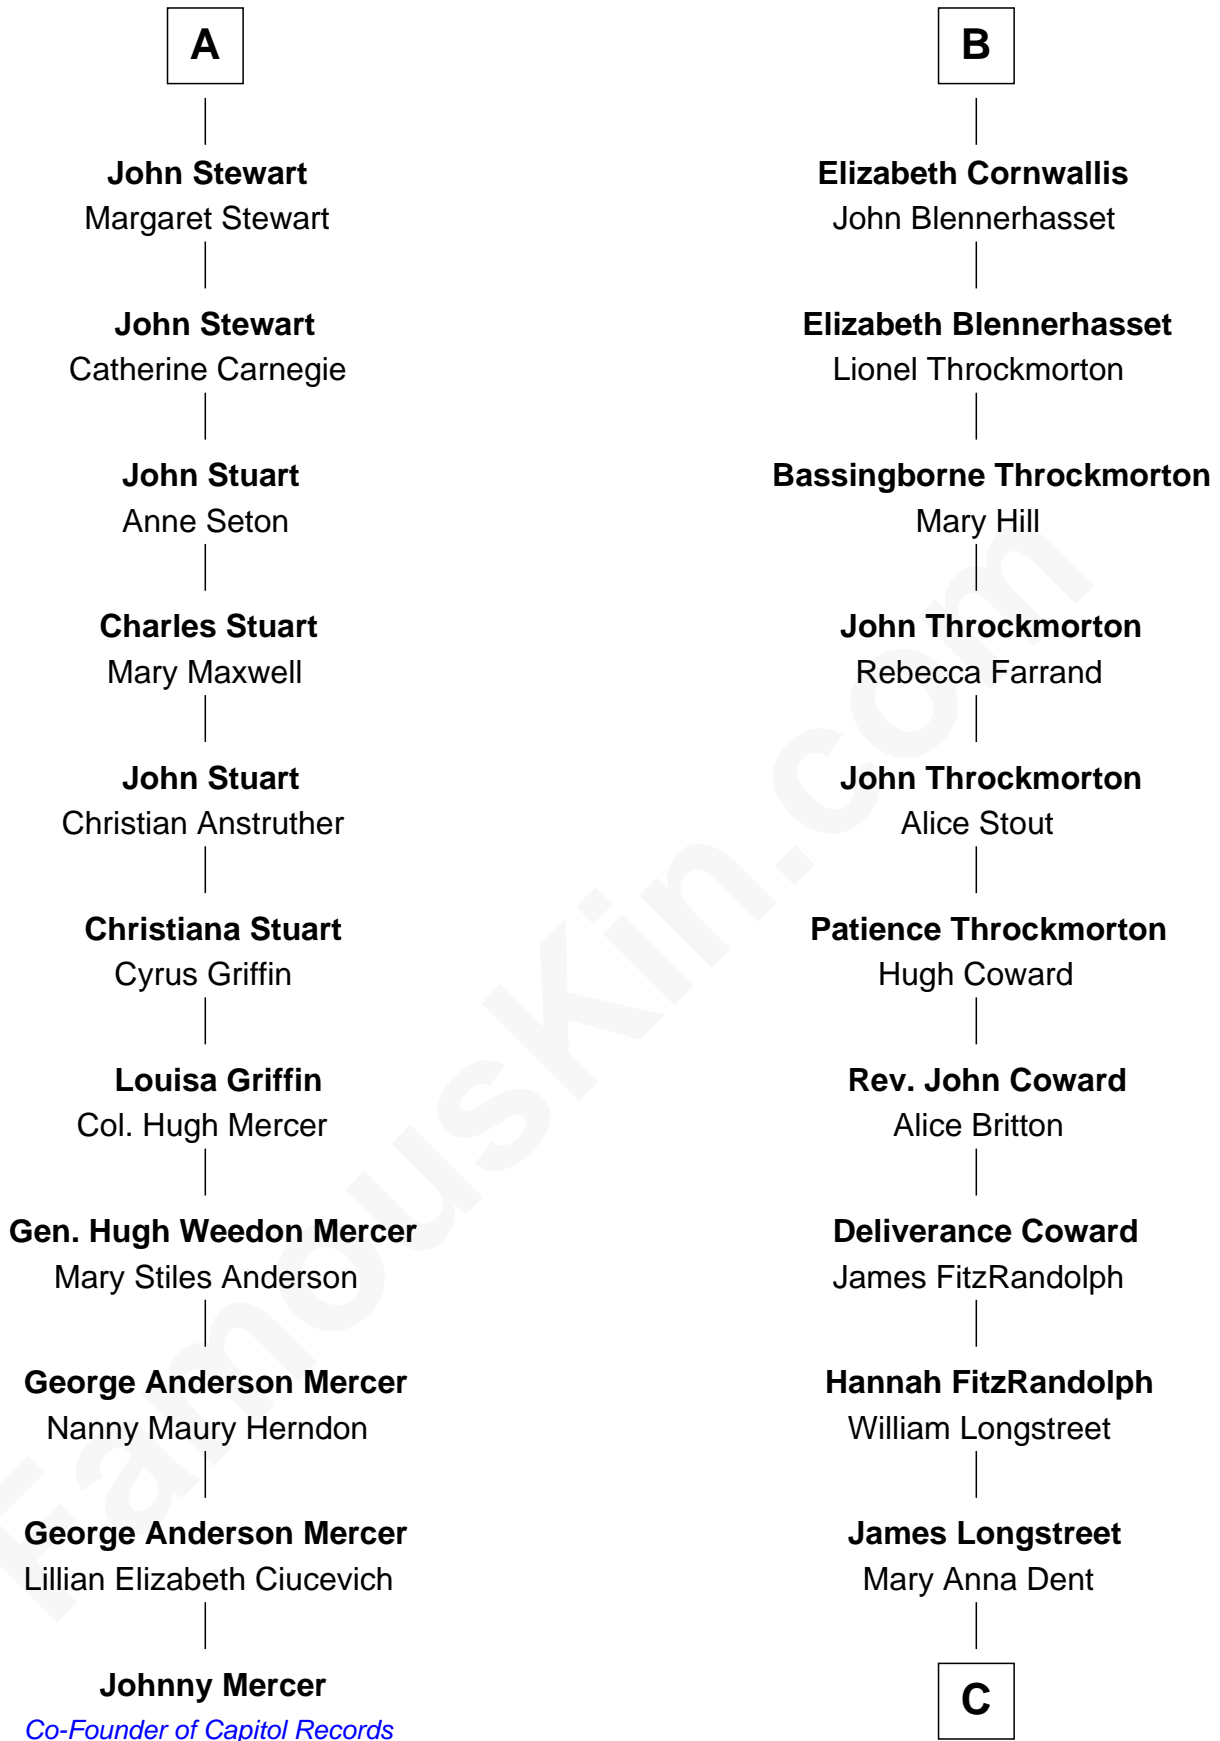 A
John Stewart
Margaret Stewart
John Stewart
Catherine Carnegie
John Stuart
Anne Seton
Charles Stuart
Mary Maxwell
John Stuart
Christian Anstruther
Christiana Stuart
Cyrus Griffin
Louisa Griffin
Col. Hugh Mercer
Gen. Hugh Weedon Mercer
Mary Stiles Anderson
George Anderson Mercer
Nanny Maury Herndon
George Anderson Mercer
Lillian Elizabeth Ciucevich
Johnny Mercer
Co-Founder of Capitol Records
B
Elizabeth Cornwallis
John Blennerhasset
Elizabeth Blennerhasset
Lionel Throckmorton
Bassingborne Throckmorton
Mary Hill
John Throckmorton
Rebecca Farrand
John Throckmorton
Alice Stout
Patience Throckmorton
Hugh Coward
Rev. John Coward
Alice Britton
Deliverance Coward
James FitzRandolph
Hannah FitzRandolph
William Longstreet
James Longstreet
Mary Anna Dent
C
FamousKin.com